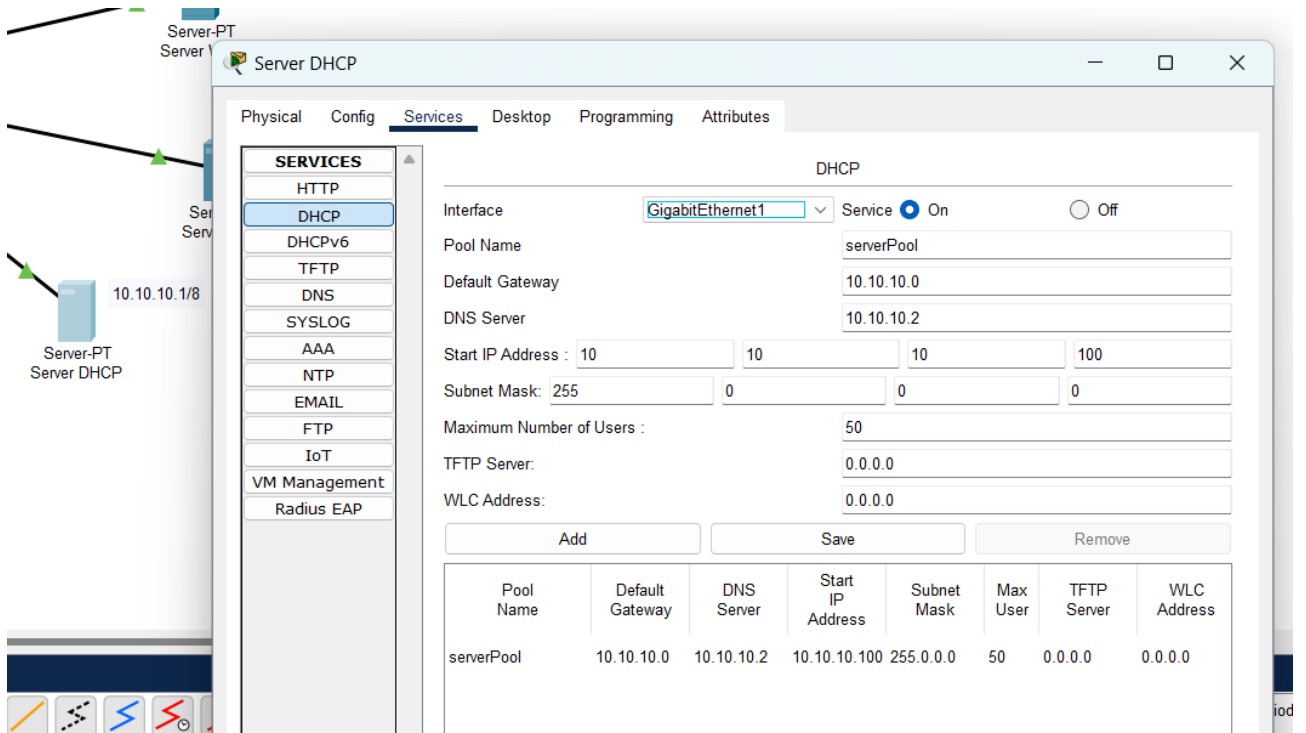 Server-PT
Server
Server DHCP
Physical Config Services Desktop Programming Attributes
SERVICES
HTTP
DHCP
DHCPv6
TFTP
DNS
SYSLOG
AAA
NTP
EMAIL
FTP
IoT
VM Management
Radius EAP
DHCP
Interface GigabitEthernet1 Service On Off
Pool Name serverPool
Default Gateway 10.10.10.0
DNS Server 10.10.10.2
Start IP Address : 10 10 10 100
Subnet Mask: 255 0 0 0
Maximum Number of Users : 50
TFTP Server: 0.0.0.0
WLC Address: 0.0.0.0
Add Save Remove
Pool Name Default Gateway DNS Server Start IP Address Subnet Mask Max User TFTP Server WLC Address
serverPool 10.10.10.0 10.10.10.2 10.10.10.100 255.0.0.0 50 0.0.0.0 0.0.0.0
10.10.10.1/8
Server-PT
Server DHCP